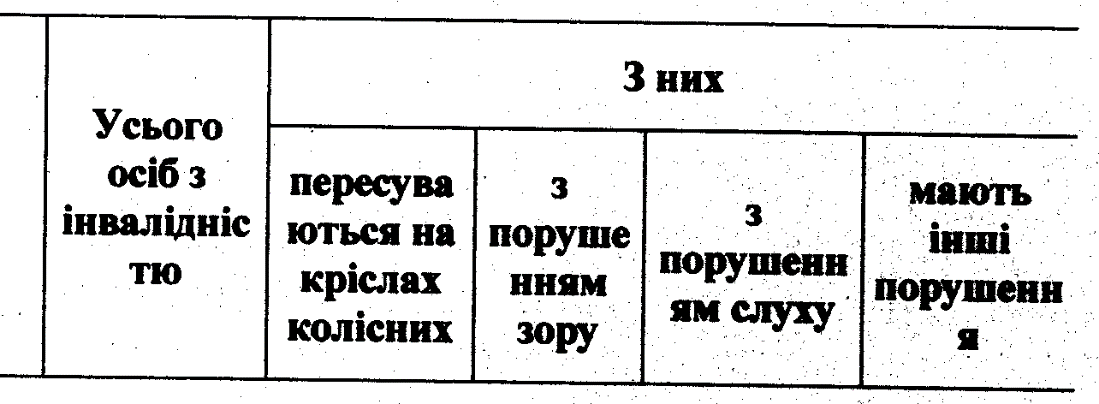 Усього
осіб з
інвалідніс
тю
З них
пересува
ються на
кріслах
колісних
з
поруше
нням
зору
з
порушенн
ям слуху
мають
інші
порушенн
я